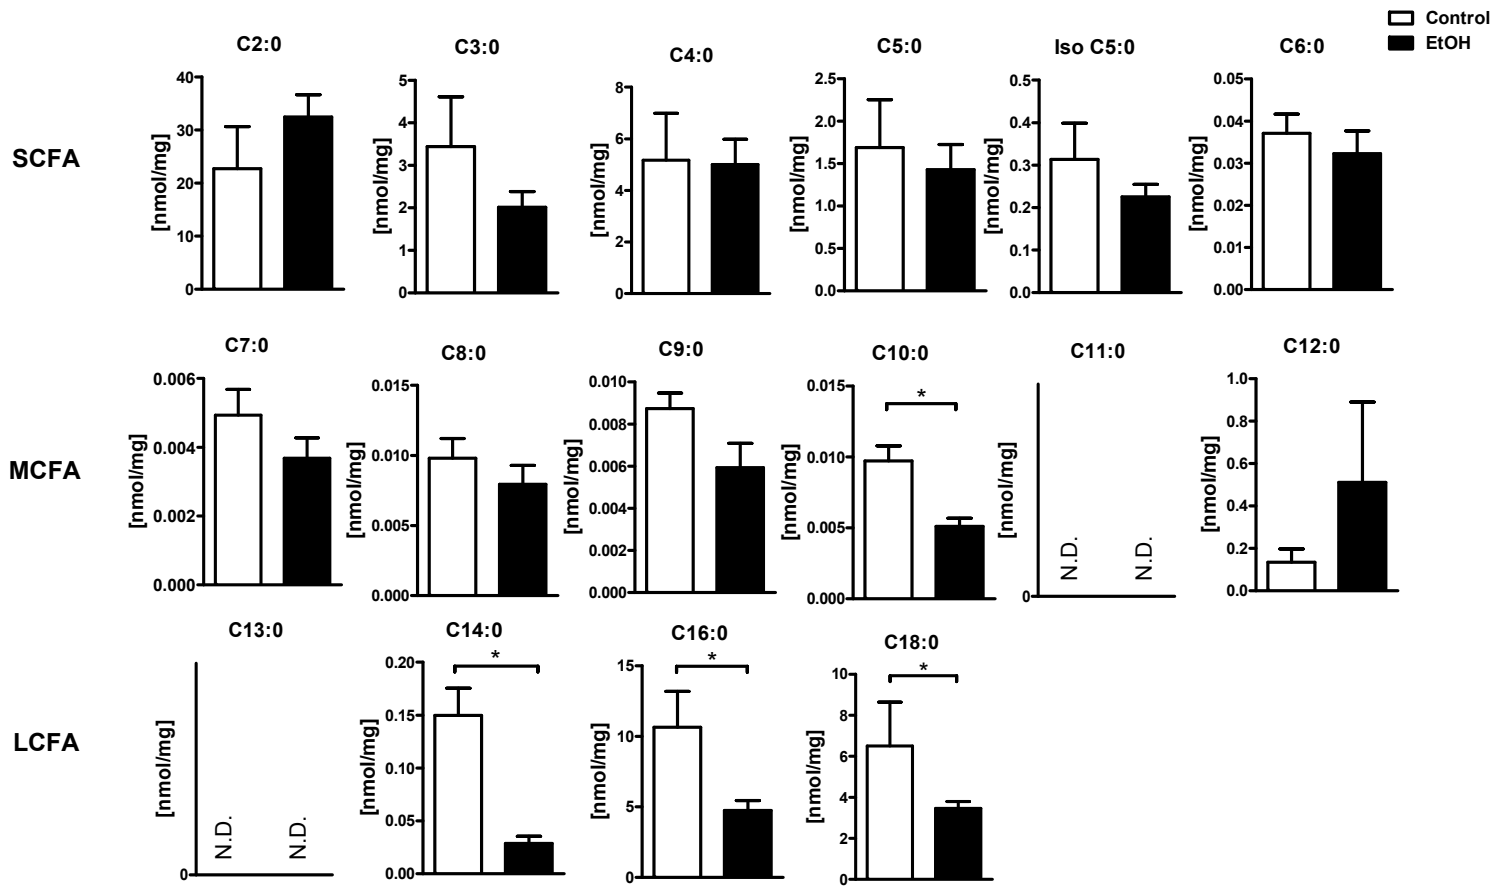 Control
EtOH
SCFA
C2:0
[nmol/mg]
40
30
20
10
0
C3:0
[nmol/mg]
5
4
3
2
1
0
C4:0
[nmol/mg]
8
6
4
2
0
C5:0
[nmol/mg]
2.5
2.0
1.5
1.0
0.5
0.0
Iso C5:0
[nmol/mg]
0.5
0.4
0.3
0.2
0.1
0.0
C6:0
[nmol/mg]
0.05
0.04
0.03
0.02
0.01
0.00
MCFA
C7:0
[nmol/mg]
0.006
0.004
0.002
0.000
C8:0
[nmol/mg]
0.015
0.010
0.005
0.000
C9:0
[nmol/mg]
0.010
0.008
0.006
0.004
0.002
0.000
C10:0
[nmol/mg]
0.015
0.010
0.005
0.000
*
C11:0
[nmol/mg]
0
N.D.
N.D.
C12:0
[nmol/mg]
1.0
0.8
0.6
0.4
0.2
0.0
LCFA
C13:0
[nmol/mg]
0
N.D.
N.D.
C14:0
[nmol/mg]
0.20
0.15
0.10
0.05
0.00
*
C16:0
[nmol/mg]
15
10
5
0
*
C18:0
[nmol/mg]
10
8
6
4
2
0
*